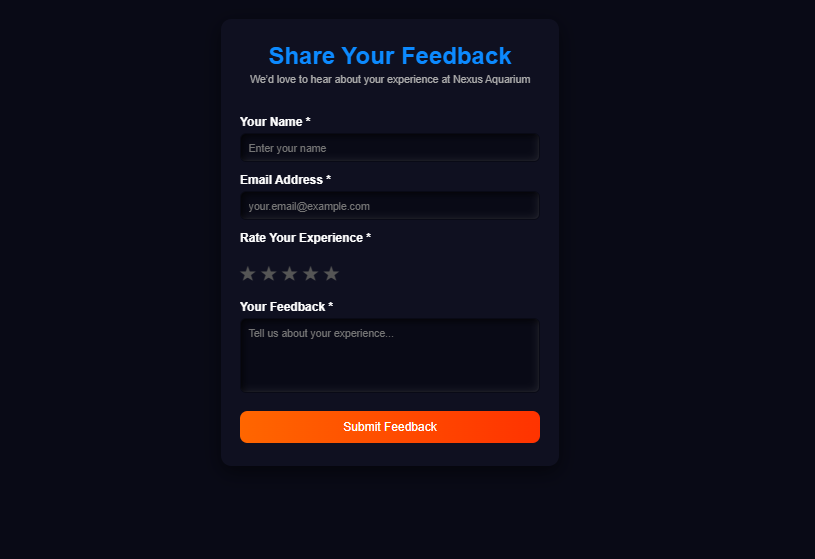 Share Your Feedback
We'd love to hear about your experience at Nexus Aquarium
Your Name *
Enter your name
Email Address *
your.email@example.com
Rate Your Experience *
★ ★ ★ ★ ★
Your Feedback *
Tell us about your experience...
Submit Feedback